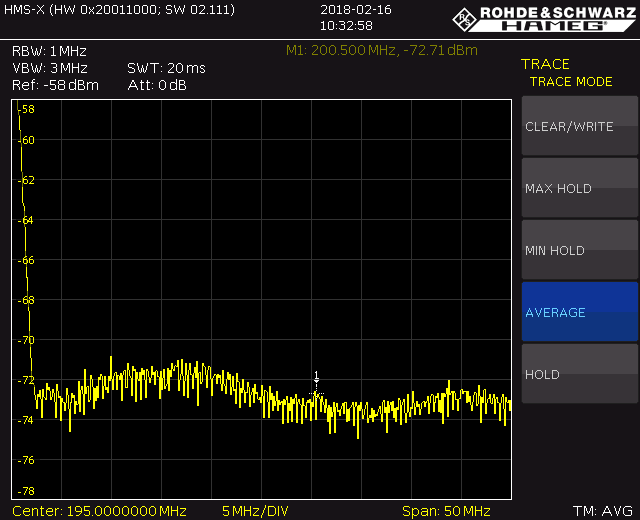 HMS-X (HW 0x20011000; SW 02.111)
2018-02-16
10:32:58
ROHDE & SCHWARZ
HAMEG
RBW: 1 MHz
VBW: 3 MHz SWT: 20 ms
Ref: -58 dBm Att: 0 dB
M1: 200.500 MHz, -72.71 dBm
-58
-60
-62
-64
-66
-68
-70
-72
-74
-76
-78
1
Center: 195.0000000 MHz 5 MHz/DIV Span: 50 MHz
TRACE
TRACE MODE
CLEAR/WRITE
MAX HOLD
MIN HOLD
AVERAGE
HOLD
TM: AVG